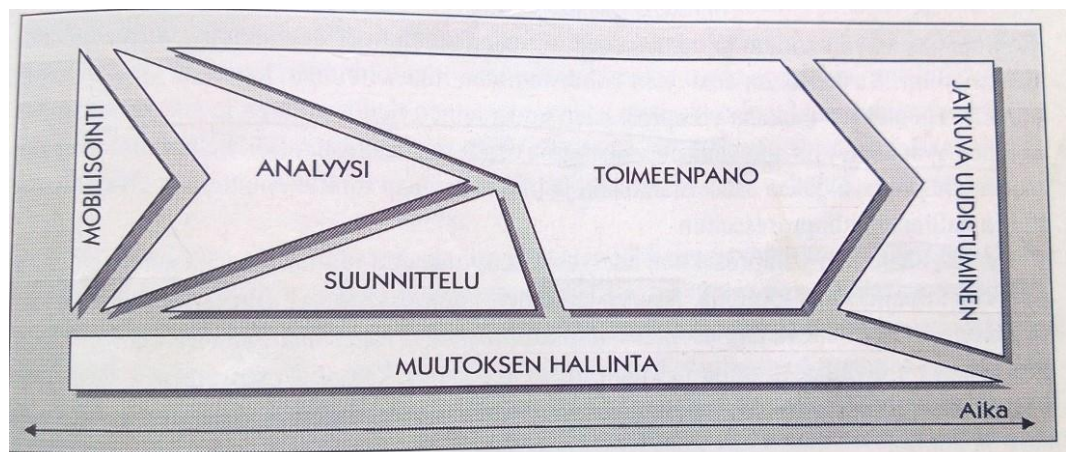 MOBILISOINTI
ANALYYSI
SUUNNITTELU
TOIMEENPANO
JATKUVA UUDISTUMINEN
MUUTOKSEN HALLINTA
Aika